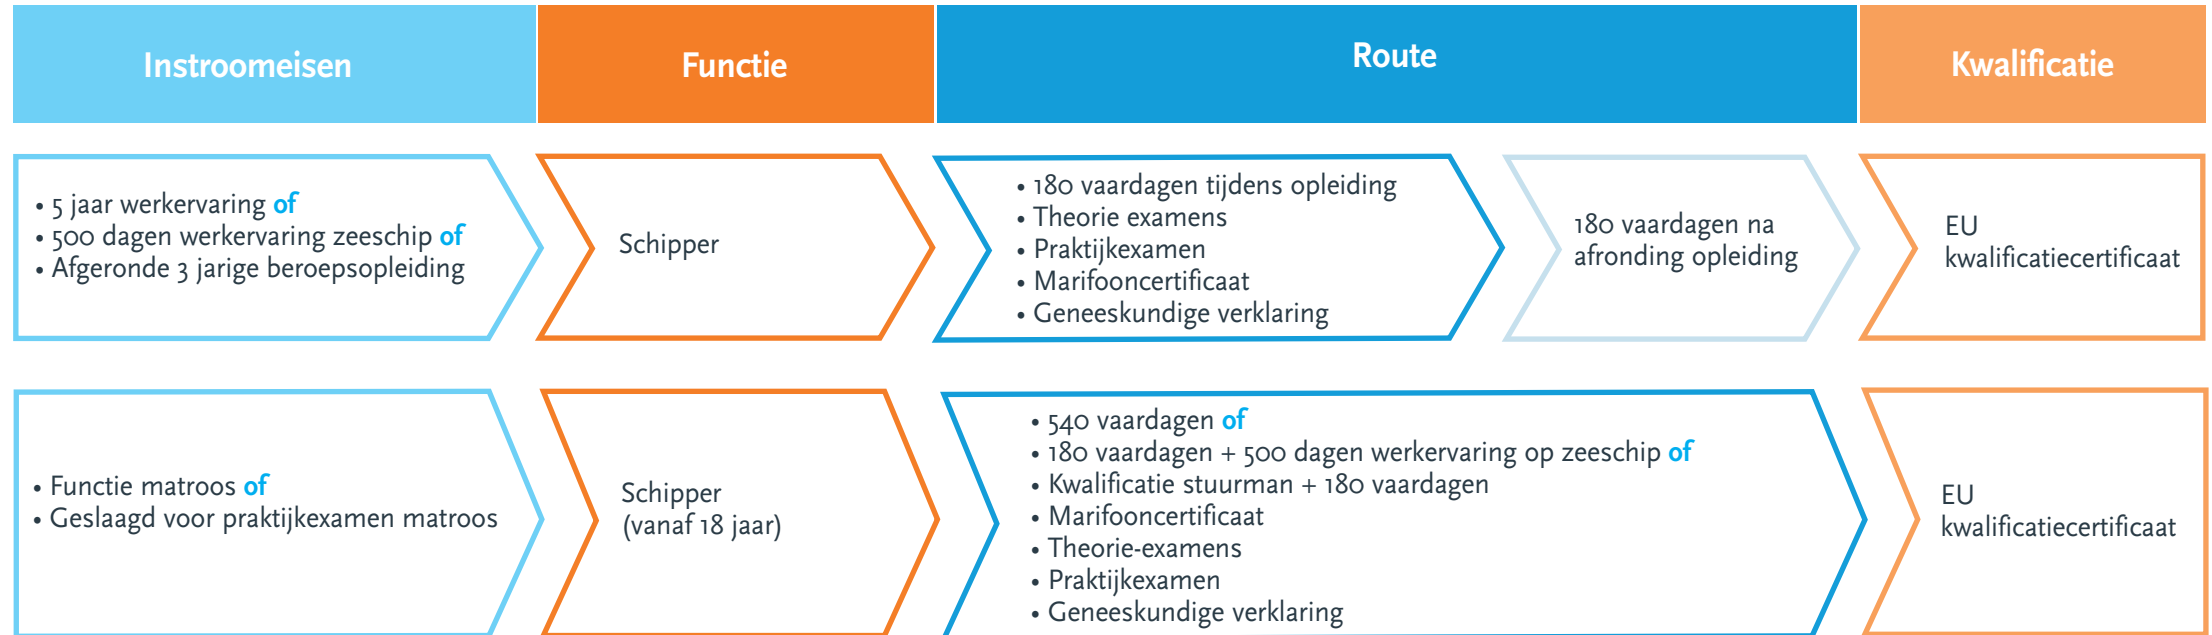 Instroomeisen
Functie
Route
Kwalificatie
• 5 jaar werkervaring of
• 500 dagen werkervaring zeeschip of
• Afgeronde 3 jarige beroepsopleiding
Schipper
• 180 vaardagen tijdens opleiding
• Theorie examens
• Praktijkexamen
• Marifooncertificaat
• Geneeskundige verklaring
180 vaardagen na
afronding opleiding
EU
kwalificatiecertificaat
• Functie matroos of
• Geslaagd voor praktijkexamen matroos
Schipper
(vanaf 18 jaar)
• 540 vaardagen of
• 180 vaardagen + 500 dagen werkervaring op zeeschip of
• Kwalificatie stuurman + 180 vaardagen
• Marifooncertificaat
• Theorie-examens
• Praktijkexamen
• Geneeskundige verklaring
EU
kwalificatiecertificaat